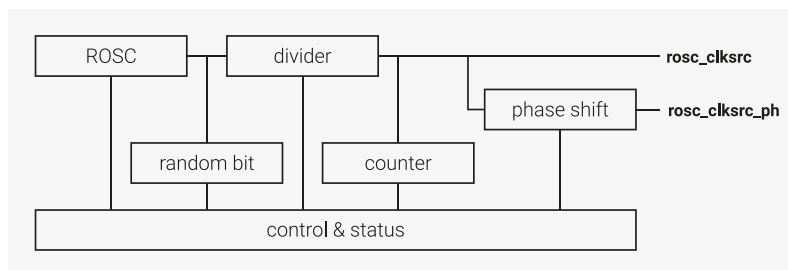 ROSC
divider
rosc_clksrc
phase shift
rosc_clksrc_ph
random bit
counter
control & status